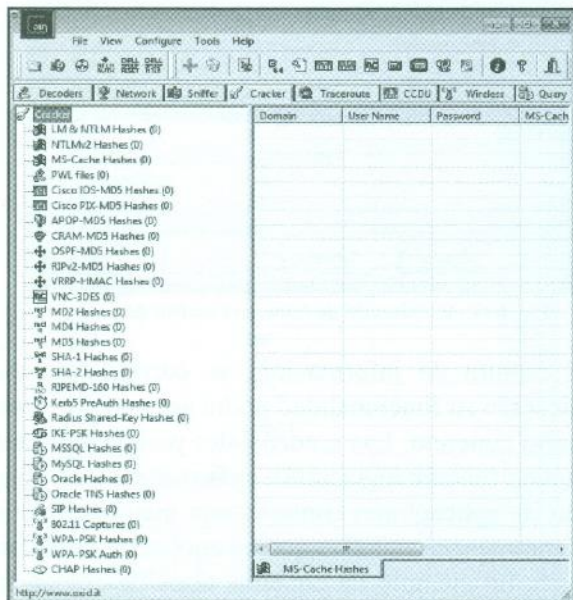 File View Configure Tools Help
Decoders Network Sniffer Cracker Traceroute CCDU Wireless Query
Cracker
Domain User Name Password MS-Cach
LM & NTLM Hashes (0)
NTLMv2 Hashes (0)
MS-Cache Hashes (0)
PWL files (0)
Cisco IOS-MD5 Hashes (0)
Cisco PIX-MD5 Hashes (0)
APOP-MD5 Hashes (0)
CRAM-MD5 Hashes (0)
OSPF-MD5 Hashes (0)
RIPv2-MD5 Hashes (0)
VRRP-HMAC Hashes (0)
VNC-3DES (0)
MD2 Hashes (0)
MD4 Hashes (0)
MD5 Hashes (0)
SHA-1 Hashes (0)
SHA-2 Hashes (0)
RIPEMD-160 Hashes (0)
Kerb5 PreAuth Hashes (0)
Radius Shared-Key Hashes (0)
IKE-PSK Hashes (0)
MSSQL Hashes (0)
MySQL Hashes (0)
Oracle Hashes (0)
Oracle TNS Hashes (0)
SIP Hashes (0)
802.11 Captures (0)
WPA-PSK Hashes (0)
WPA-PSK Auth (0)
CHAP Hashes (0)
MS-Cache Hashes
http://www.oxid.it